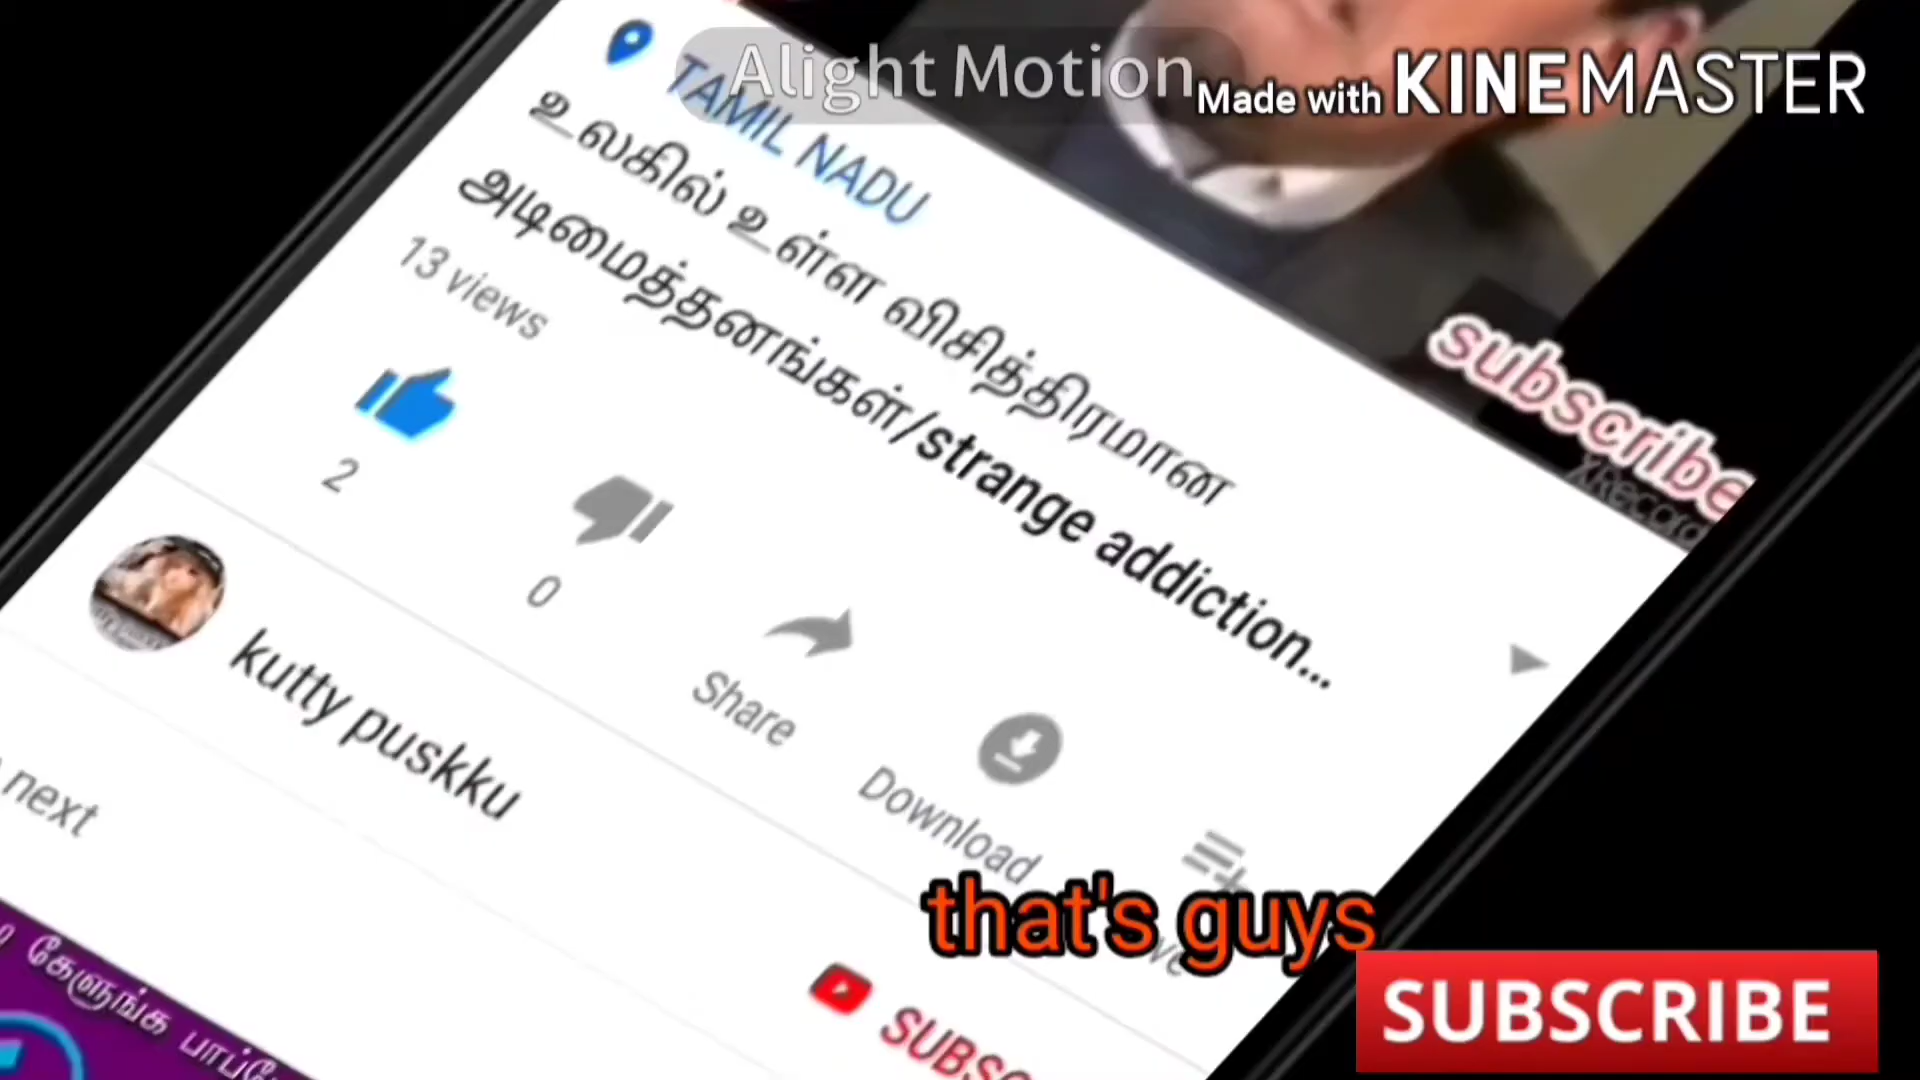 Alight Motion
Made with KINEMASTER
TAMIL NADU
உலகில் உள்ள விசித்திரமான
அடிமைத்தனங்கள்/strange addiction...
13 views
subscribe
XRecorder
2
0
Share
Download
kutty puskku
next
that's guys
SUBSCRIBE
கேளுங்க